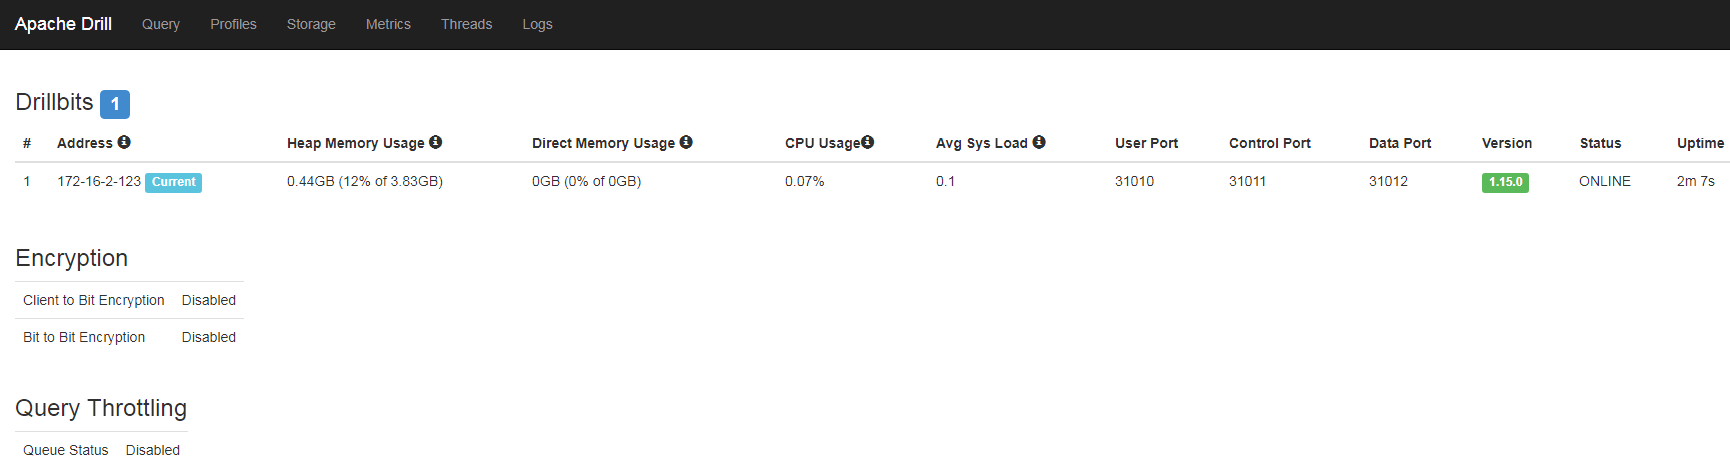 Apache Drill Query Profiles Storage Metrics Threads Logs
Drillbits 1
# Address Heap Memory Usage Direct Memory Usage CPU Usage Avg Sys Load User Port Control Port Data Port Version Status Uptime
1 172-16-2-123 Current 0.44GB (12% of 3.83GB) 0GB (0% of 0GB) 0.07% 0.1 31010 31011 31012 1.15.0 ONLINE 2m 7s
Encryption
Client to Bit Encryption Disabled
Bit to Bit Encryption Disabled
Query Throttling
Queue Status Disabled